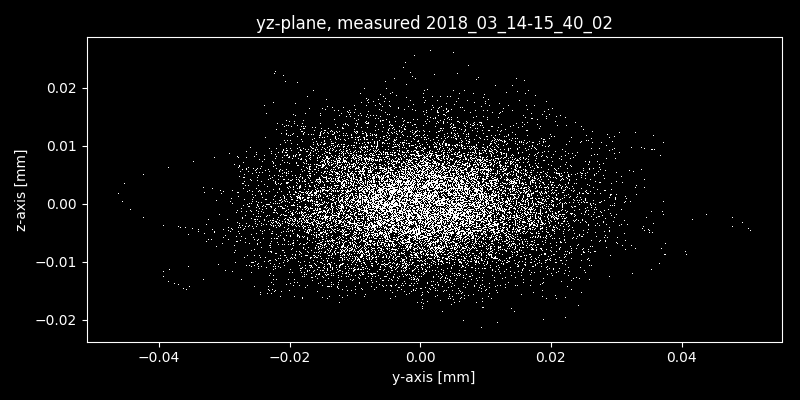 yz-plane, measured 2018_03_14-15_40_02
0.02
0.01
0.00
−0.01
−0.02
z-axis [mm]
−0.04 −0.02 0.00 0.02 0.04
y-axis [mm]